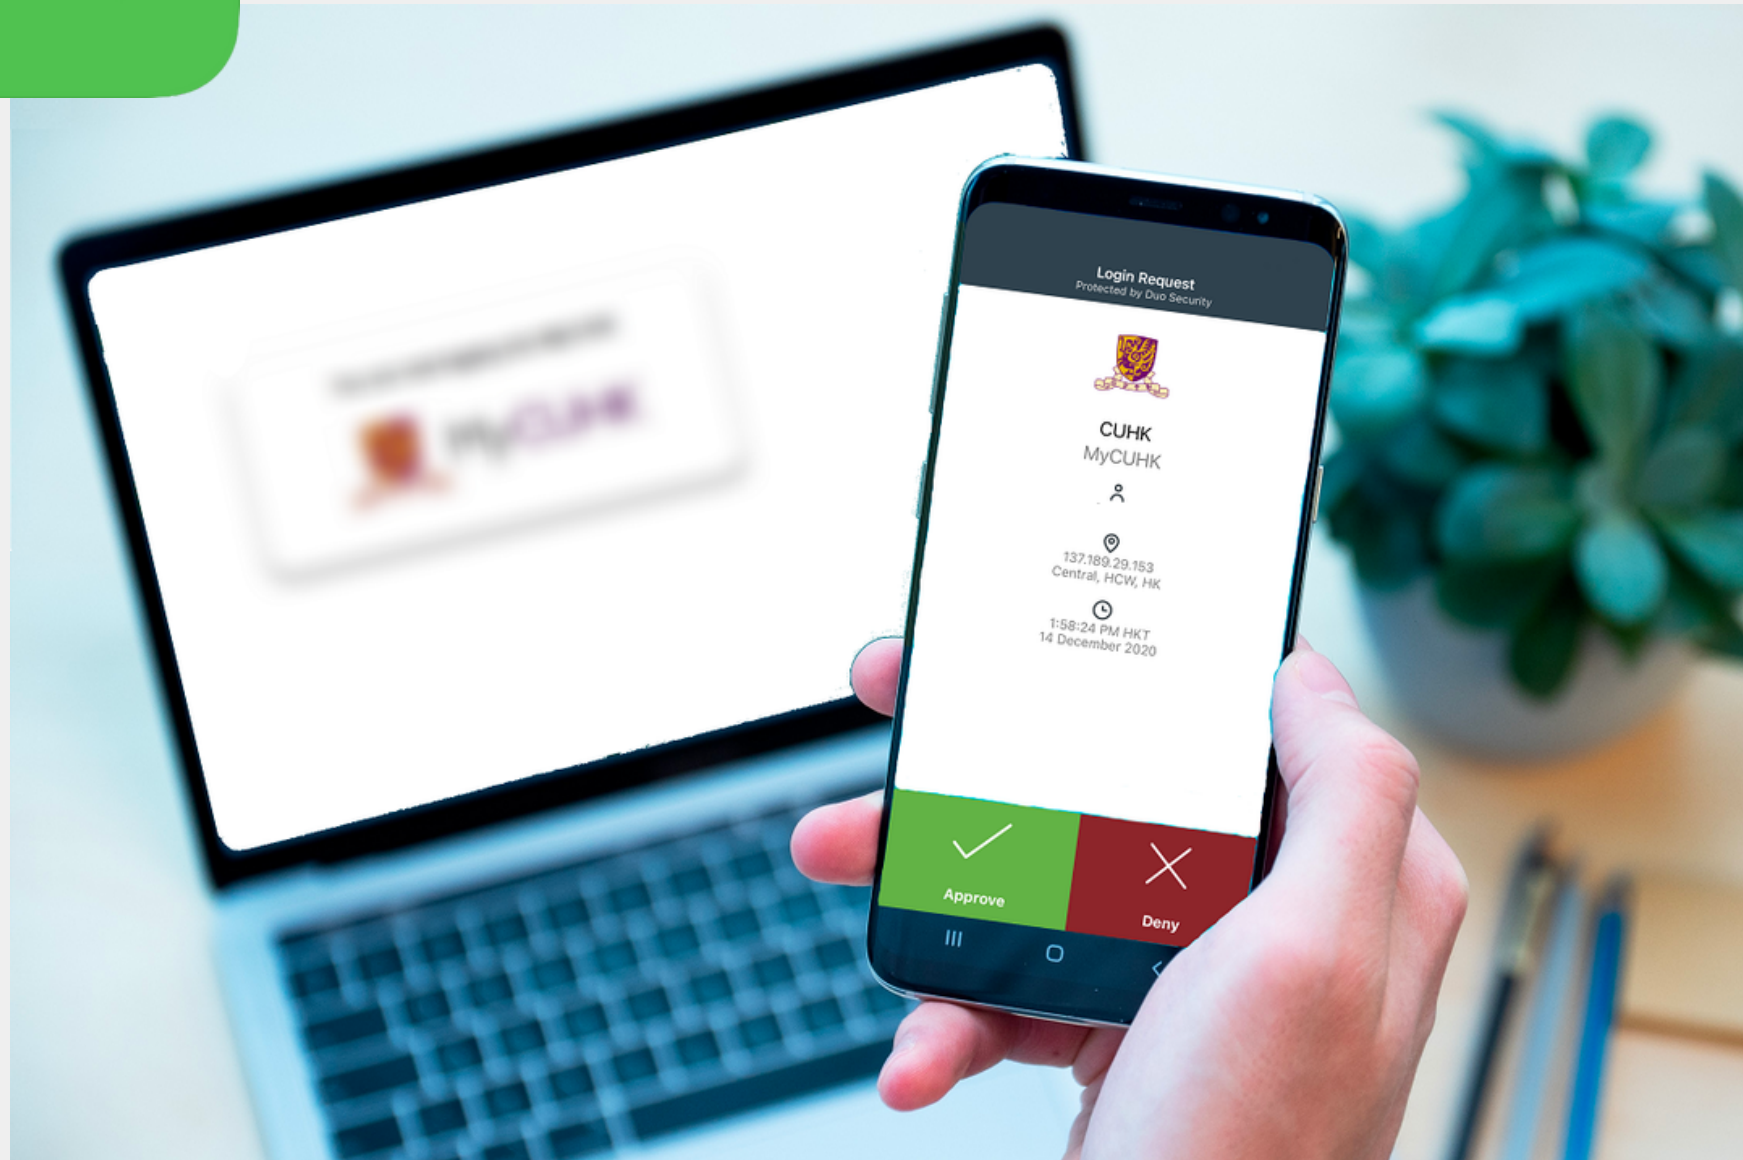 MyCUHK
Login Request
Protected by Duo Security
CUHK
MyCUHK
137.189.29.153
Central, HCW, HK
1:58:24 PM HKT
14 December 2020
Approve
Deny